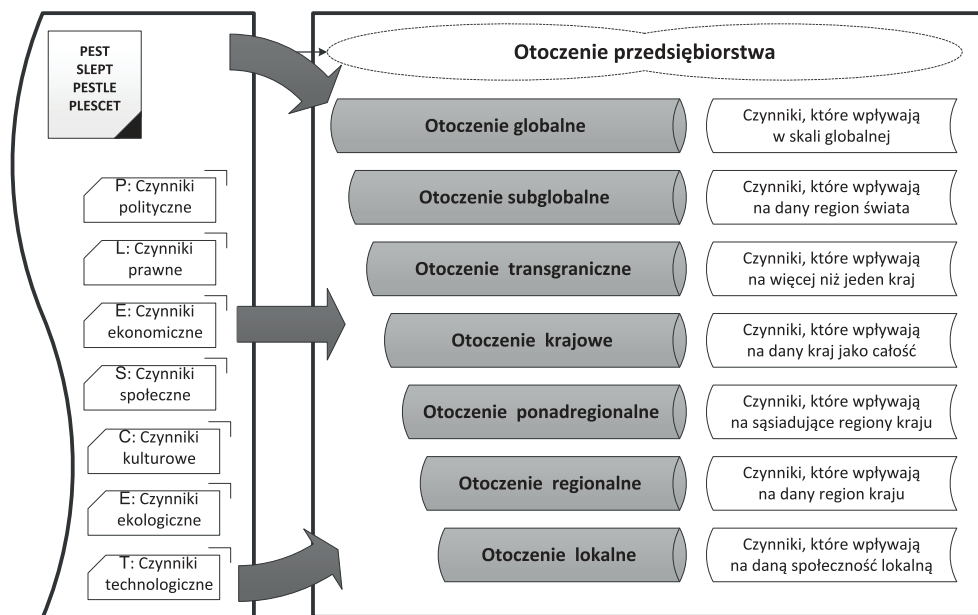 PEST
SLEPT
PESTLE
PLESCET
P: Czynniki
polityczne
L: Czynniki
prawne
E: Czynniki
ekonomiczne
S: Czynniki
społeczne
C: Czynniki
kulturowe
E: Czynniki
ekologiczne
T: Czynniki
technologiczne
Otoczenie przedsiębiorstwa
Otoczenie globalne
Czynniki, które wpływają
w skali globalnej
Otoczenie subglobalne
Czynniki, które wpływają
na dany region świata
Otoczenie transgraniczne
Czynniki, które wpływają
na więcej niż jeden kraj
Otoczenie krajowe
Czynniki, które wpływają
na dany kraj jako całość
Otoczenie ponadregionalne
Czynniki, które wpływają
na sąsiadujące regiony kraju
Otoczenie regionalne
Czynniki, które wpływają
na dany region kraju
Otoczenie lokalne
Czynniki, które wpływają
na daną społeczność lokalną